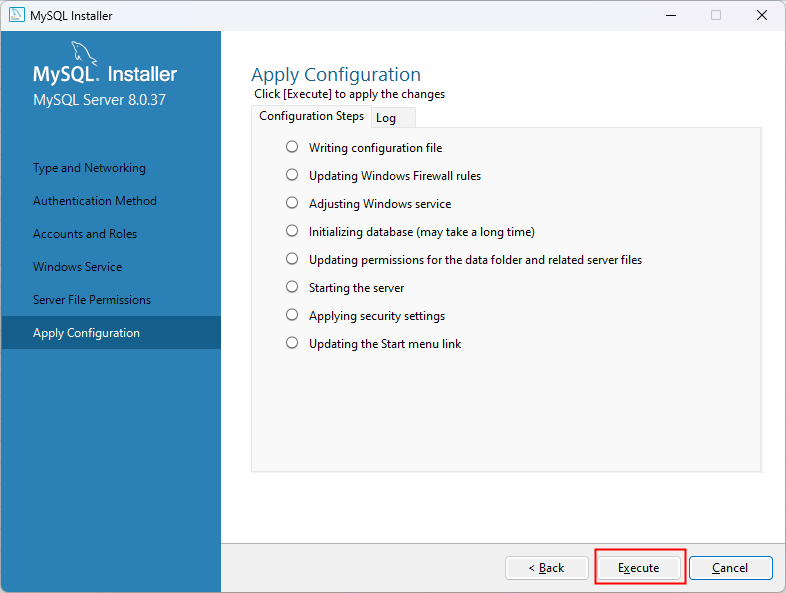 MySQL Installer
MySQL. Installer
MySQL Server 8.0.37
Type and Networking
Authentication Method
Accounts and Roles
Windows Service
Server File Permissions
Apply Configuration
Apply Configuration
Click [Execute] to apply the changes
Configuration Steps
Log
Writing configuration file
Updating Windows Firewall rules
Adjusting Windows service
Initializing database (may take a long time)
Updating permissions for the data folder and related server files
Starting the server
Applying security settings
Updating the Start menu link
< Back
Execute
Cancel